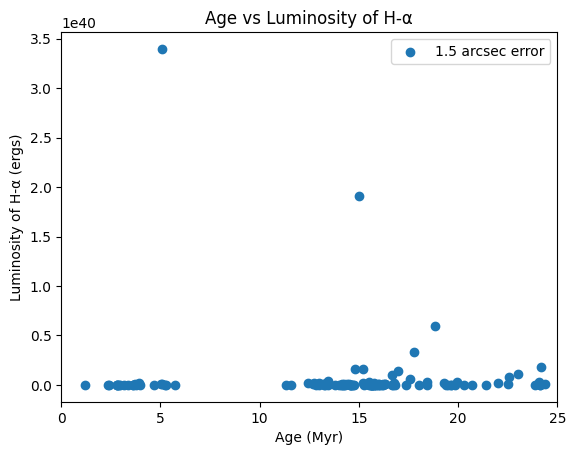 Age vs Luminosity of H-α
1e40
1.5 arcsec error
3.5
3.0
2.5
2.0
1.5
1.0
0.5
0.0
Luminosity of H-α (ergs)
0 5 10 15 20 25
Age (Myr)